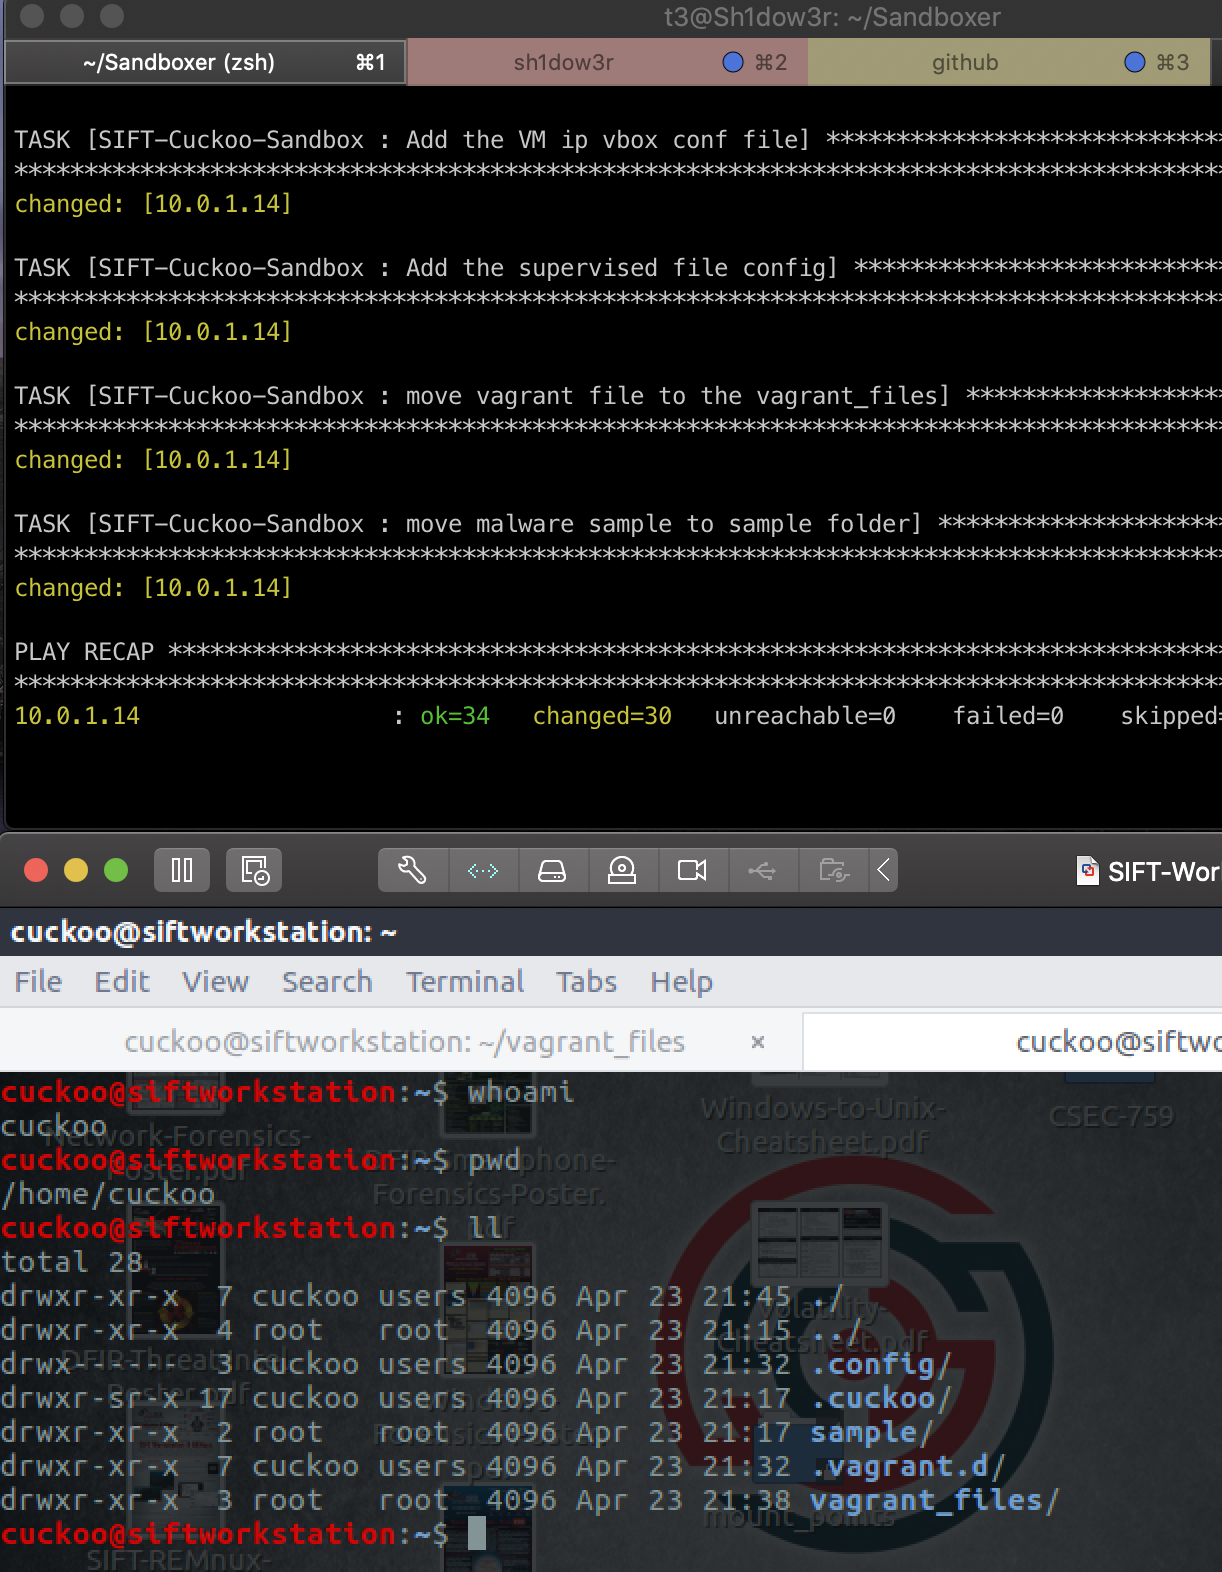 t3@Sh1dow3r: ~/Sandboxer
~/Sandboxer (zsh) ⌘1 sh1dow3r ⌘2 github ⌘3
TASK [SIFT-Cuckoo-Sandbox : Add the VM ip vbox conf file] ****************************
**************************************************************************************
changed: [10.0.1.14]
TASK [SIFT-Cuckoo-Sandbox : Add the supervised file config] **************************
**************************************************************************************
changed: [10.0.1.14]
TASK [SIFT-Cuckoo-Sandbox : move vagrant file to the vagrant_files] ******************
**************************************************************************************
changed: [10.0.1.14]
TASK [SIFT-Cuckoo-Sandbox : move malware sample to sample folder] ********************
**************************************************************************************
changed: [10.0.1.14]
PLAY RECAP ***************************************************************************
**************************************************************************************
10.0.1.14 : ok=34 changed=30 unreachable=0 failed=0 skipped=
SIFT-Wor
cuckoo@siftworkstation: ~
File Edit View Search Terminal Tabs Help
cuckoo@siftworkstation: ~/vagrant_files × cuckoo@siftwo
cuckoo@siftworkstation:~$ whoami
cuckoo
cuckoo@siftworkstation:~$ pwd
/home/cuckoo
cuckoo@siftworkstation:~$ ll
total 28
drwxr-xr-x 7 cuckoo users 4096 Apr 23 21:45 ./
drwxr-xr-x 4 root root 4096 Apr 23 21:15 ../
drwx------ 3 cuckoo users 4096 Apr 23 21:32 .config/
drwxr-sr-x 17 cuckoo users 4096 Apr 23 21:17 .cuckoo/
drwxr-xr-x 2 root root 4096 Apr 23 21:17 sample/
drwxr-xr-x 7 cuckoo users 4096 Apr 23 21:32 .vagrant.d/
drwxr-xr-x 3 root root 4096 Apr 23 21:38 vagrant_files/
cuckoo@siftworkstation:~$
Network-Forensics-
Poster.pdf
Forensics-Poster.
Windows-to-Unix-
Cheatsheet.pdf
CSEC-759
Volatility-
Cheatsheet.pdf
DFIR-Threat-Intel
Poster.pdf
mount_points
SIFT-REMnux-